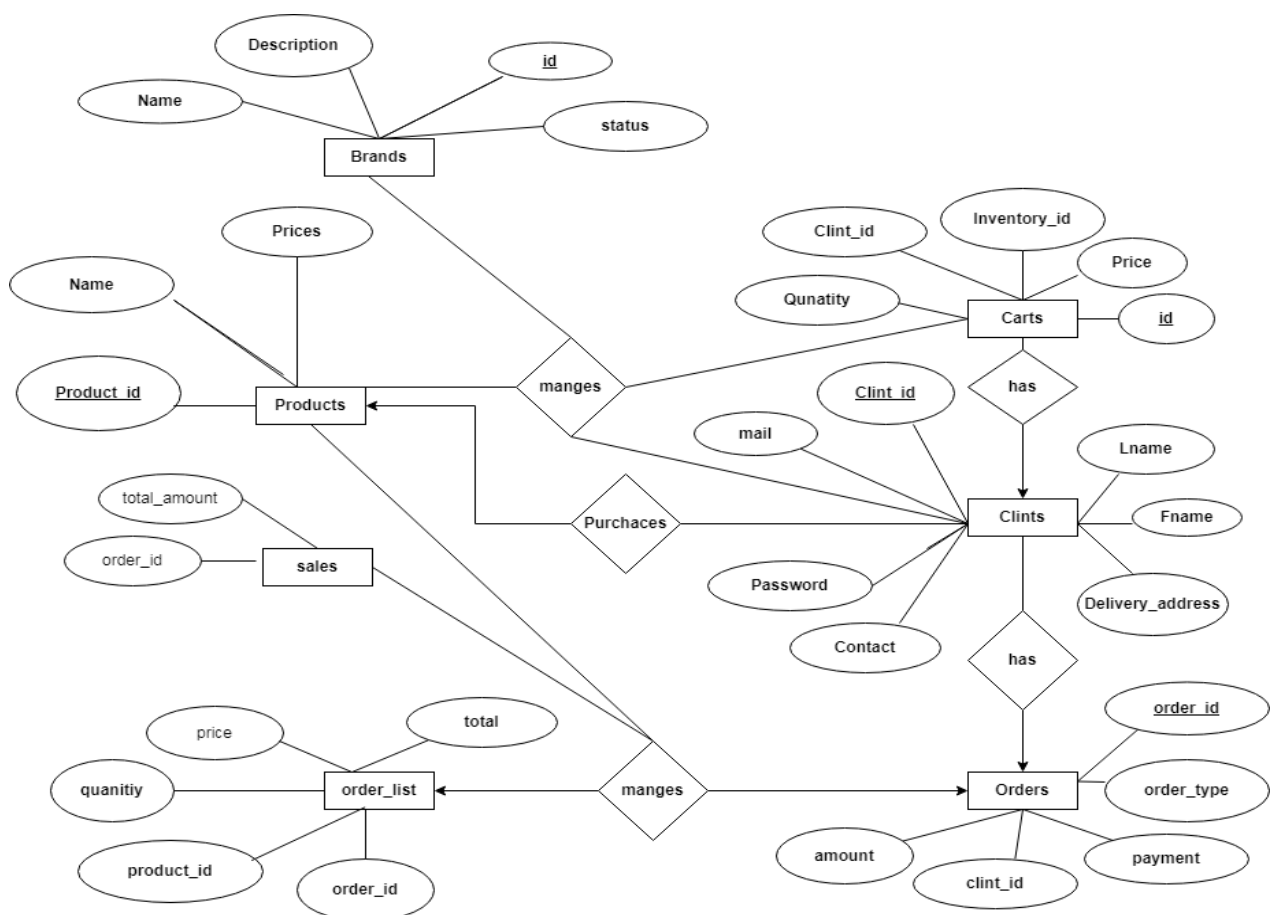 Description
id
Name
status
Brands
Prices
Inventory_id
Clint_id
Price
Name
Qunatity
Carts
id
Product_id
Products
manges
has
Clint_id
mail
Lname
total_amount
Purchaces
Clints
Fname
order_id
sales
Password
Delivery_address
Contact
has
price
total
order_id
quanitiy
order_list
manges
Orders
order_type
product_id
amount
payment
order_id
clint_id